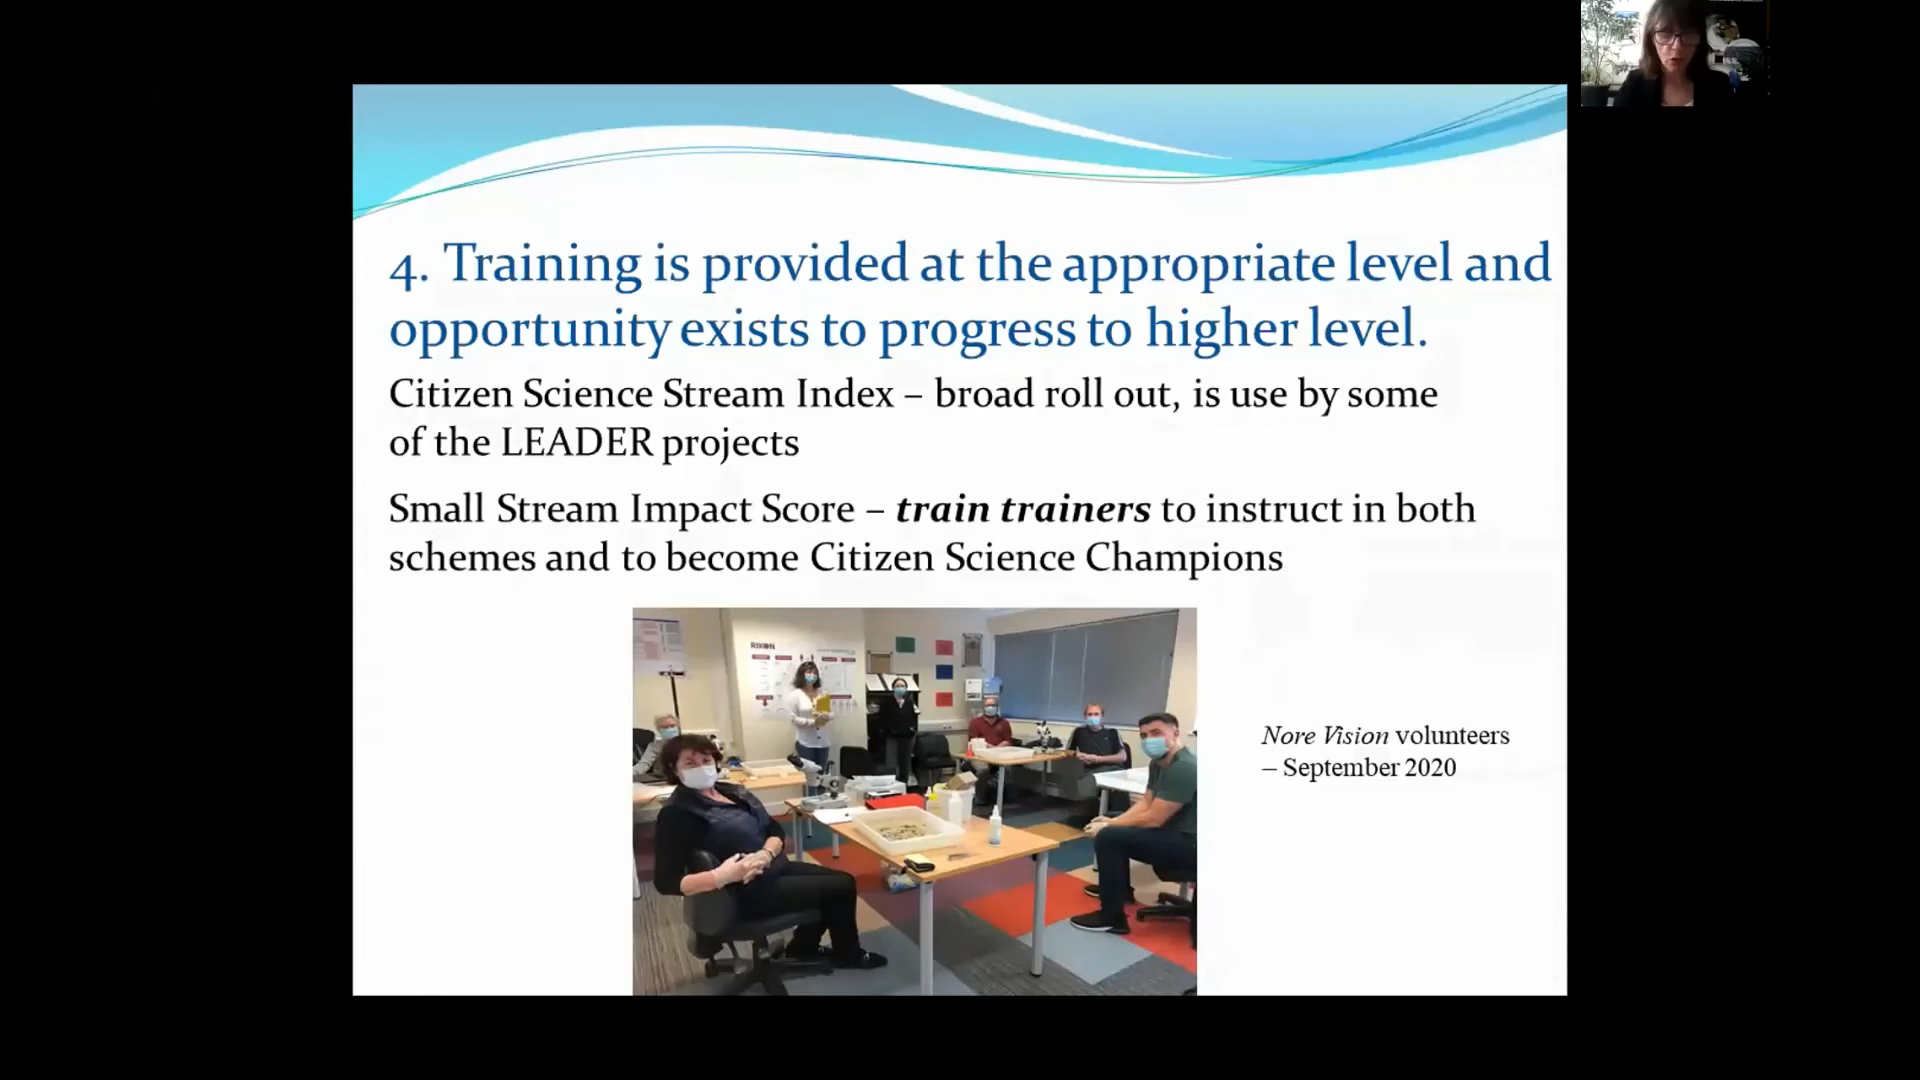 4. Training is provided at the appropriate level and
opportunity exists to progress to higher level.
Citizen Science Stream Index – broad roll out, is use by some
of the LEADER projects
Small Stream Impact Score – train trainers to instruct in both
schemes and to become Citizen Science Champions
Nore Vision volunteers
– September 2020